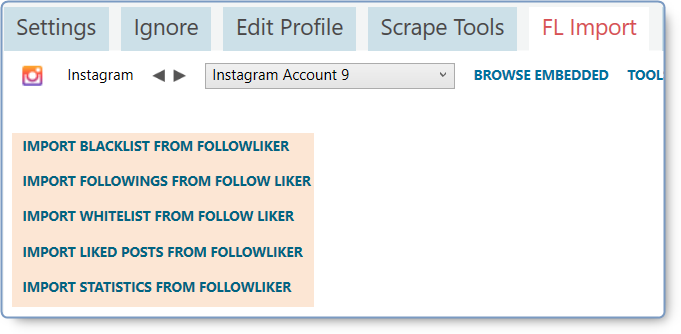 Settings Ignore Edit Profile Scrape Tools FL Import
Instagram Instagram Account 9 BROWSE EMBEDDED TOOL
IMPORT BLACKLIST FROM FOLLOWLIKER
IMPORT FOLLOWINGS FROM FOLLOW LIKER
IMPORT WHITELIST FROM FOLLOW LIKER
IMPORT LIKED POSTS FROM FOLLOWLIKER
IMPORT STATISTICS FROM FOLLOWLIKER